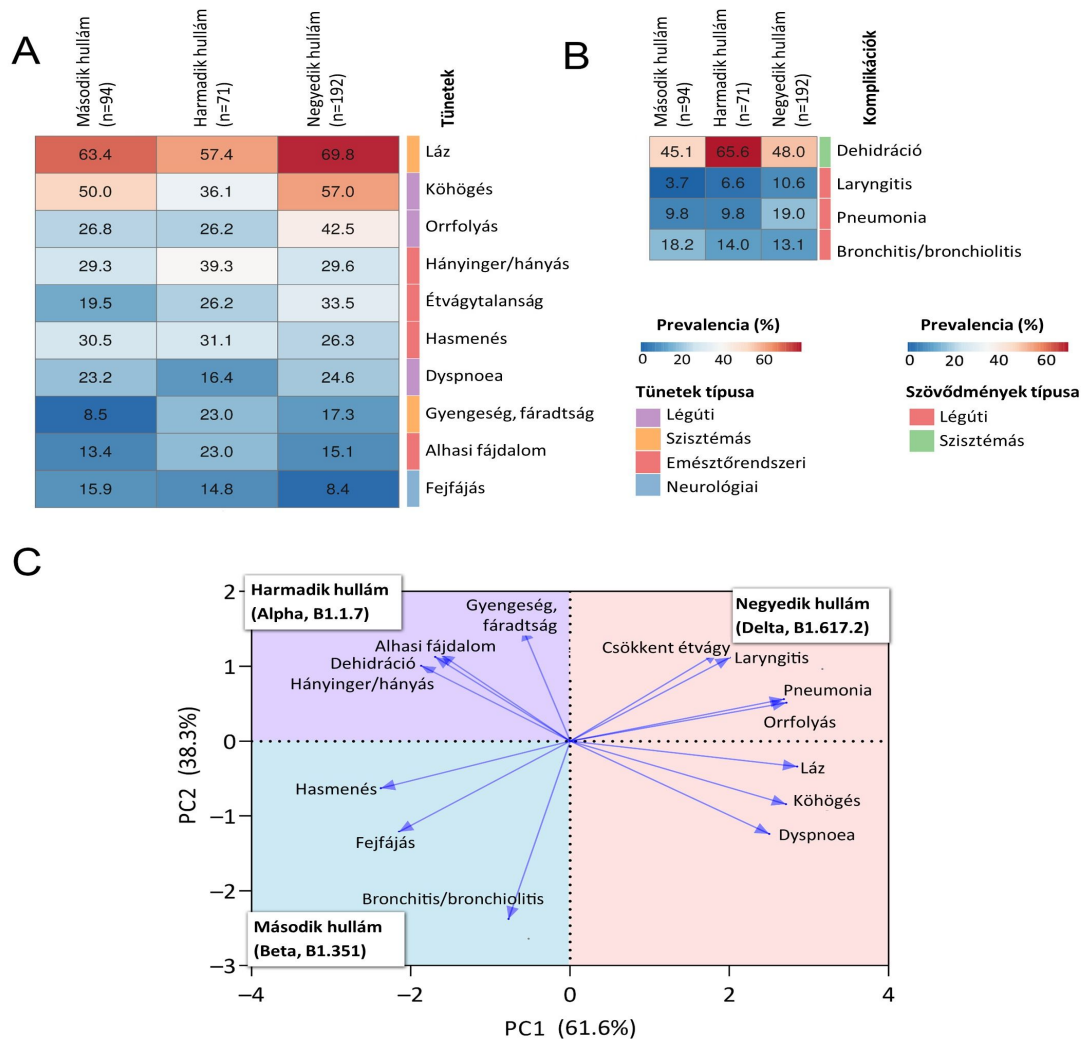 A
Második hullám
(n=94)
Harmadik hullám
(n=71)
Negyedik hullám
(n=192)
Tünetek
63.4 57.4 69.8 Láz
50.0 36.1 57.0 Köhögés
26.8 26.2 42.5 Orrfolyás
29.3 39.3 29.6 Hányinger/hányás
19.5 26.2 33.5 Étvágytalanság
30.5 31.1 26.3 Hasmenés
23.2 16.4 24.6 Dyspnoea
8.5 23.0 17.3 Gyengeség, fáradtság
13.4 23.0 15.1 Alhasi fájdalom
15.9 14.8 8.4 Fejfájás
B
Második hullám
(n=94)
Harmadik hullám
(n=71)
Negyedik hullám
(n=192)
Komplikációk
45.1 65.6 48.0 Dehidráció
3.7 6.6 10.6 Laryngitis
9.8 9.8 19.0 Pneumonia
18.2 14.0 13.1 Bronchitis/bronchiolitis
Prevalencia (%)
0 20 40 60
Tünetek típusa
Légúti
Szisztémás
Emésztőrendszeri
Neurológiai
Prevalencia (%)
0 20 40 60
Szövődmények típusa
Légúti
Szisztémás
C
Harmadik hullám
(Alpha, B1.1.7)
Negyedik hullám
(Delta, B1.617.2)
Gyengeség,
fáradtság
Alhasi fájdalom
Dehidráció
Hányinger/hányás
Csökkent étvágy
Laryngitis
Pneumonia
Orrfolyás
Láz
Köhögés
Dyspnoea
Hasmenés
Fejfájás
Bronchitis/bronchiolitis
Második hullám
(Beta, B1.351)
PC2 (38.3%)
2
1
0
−1
−2
−3
−4 −2 0 2 4
PC1 (61.6%)